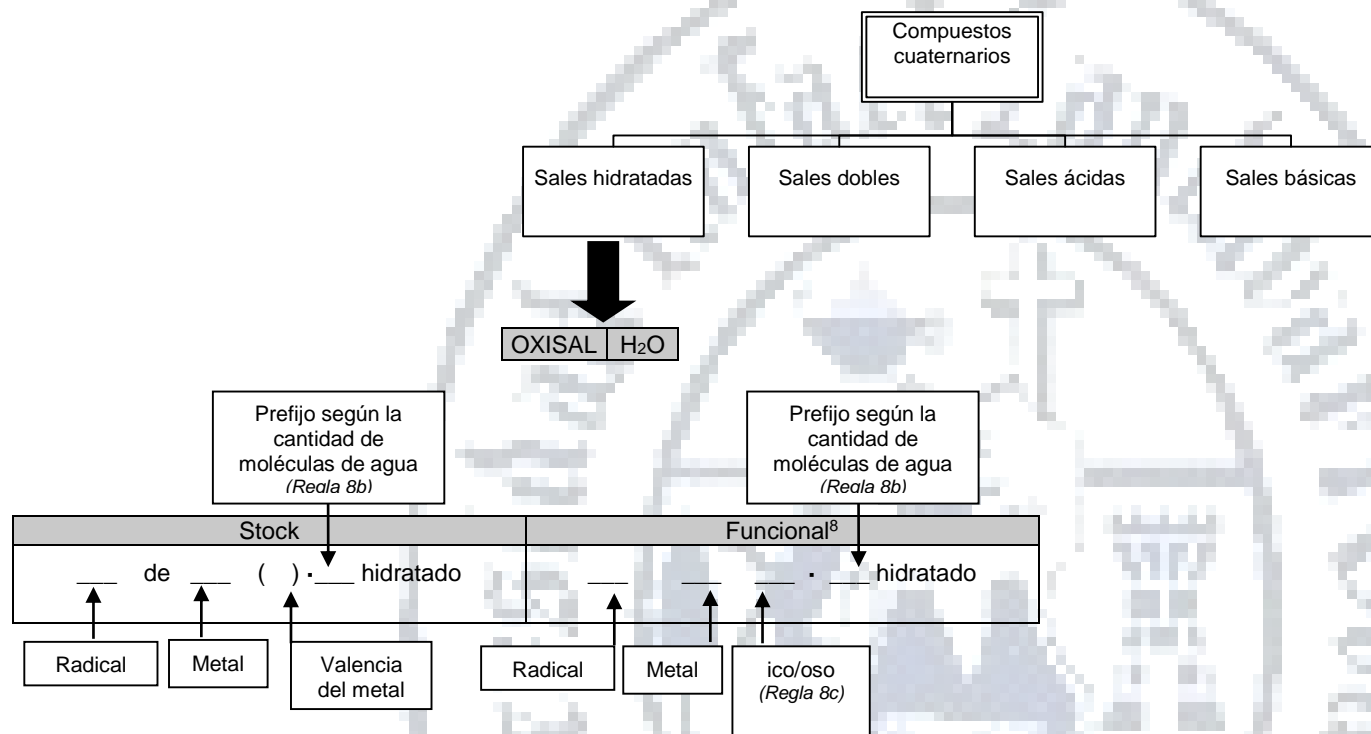 Compuestos
cuaternarios
Sales hidratadas
Sales dobles
Sales ácidas
Sales básicas
OXISAL H₂O
Prefijo según la
cantidad de
moléculas de agua
(Regla 8b)
Prefijo según la
cantidad de
moléculas de agua
(Regla 8b)
Stock
Funcional⁸
___ de ___ ( ) · ___ hidratado
___ ___ ___ · ___ hidratado
Radical
Metal
Valencia
del metal
Radical
Metal
ico/oso
(Regla 8c)